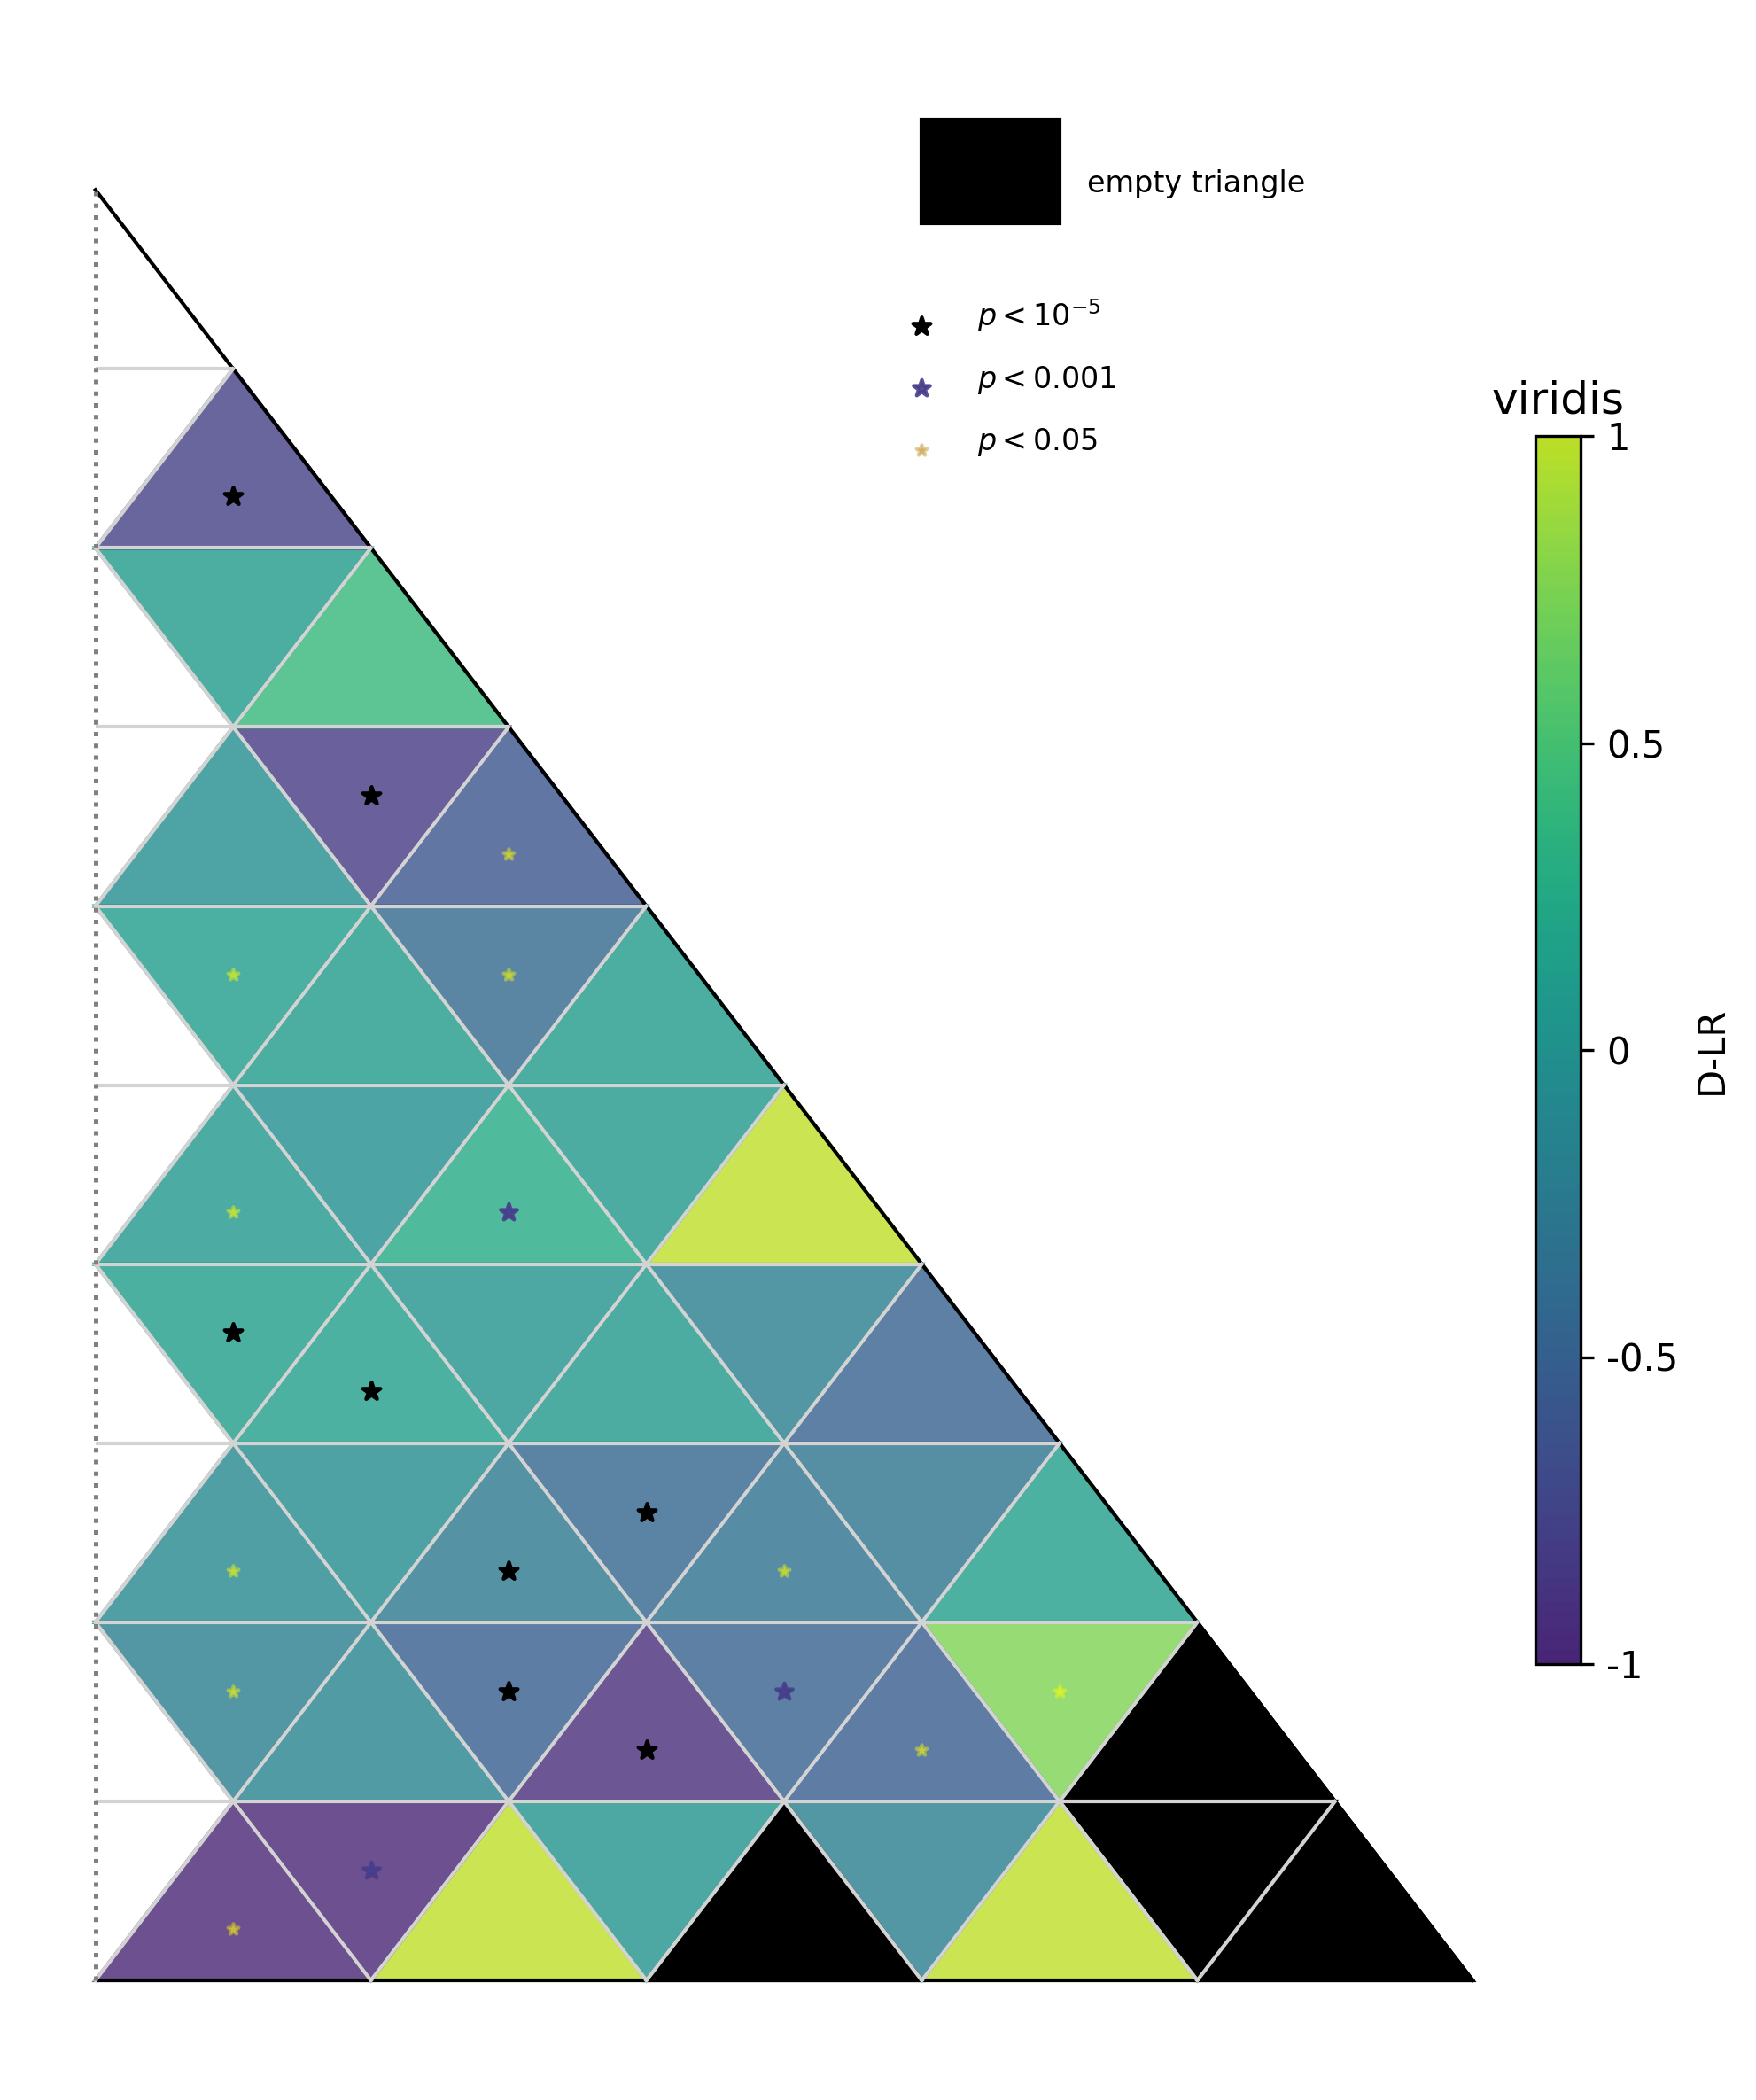 empty triangle
p < 10⁻⁵
p < 0.001
p < 0.05
viridis
1
0.5
0
-0.5
-1
D-LR